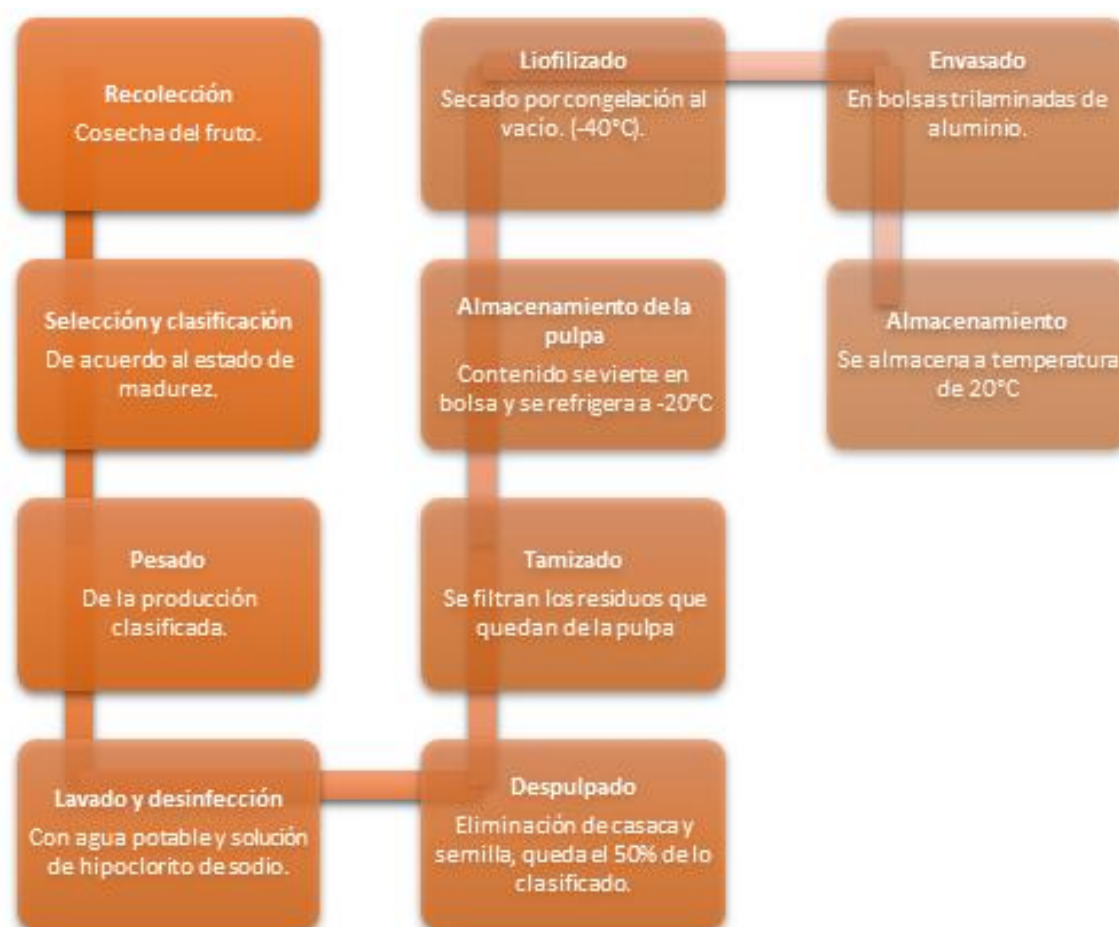 Recolección
Cosecha del fruto.
Selección y clasificación
De acuerdo al estado de
madurez.
Pesado
De la producción
clasificada.
Lavado y desinfección
Con agua potable y solución
de hipoclorito de sodio.
Despulpado
Eliminación de casaca y
semilla, queda el 50% de lo
clasificado.
Tamizado
Se filtran los residuos que
quedan de la pulpa
Almacenamiento de la
pulpa
Contenido se vierte en
bolsa y se refrigera a -20°C
Liofilizado
Secado por congelación al
vacío. (-40°C).
Envasado
En bolsas trilaminadas de
aluminio.
Almacenamiento
Se almacena a temperatura
de 20°C